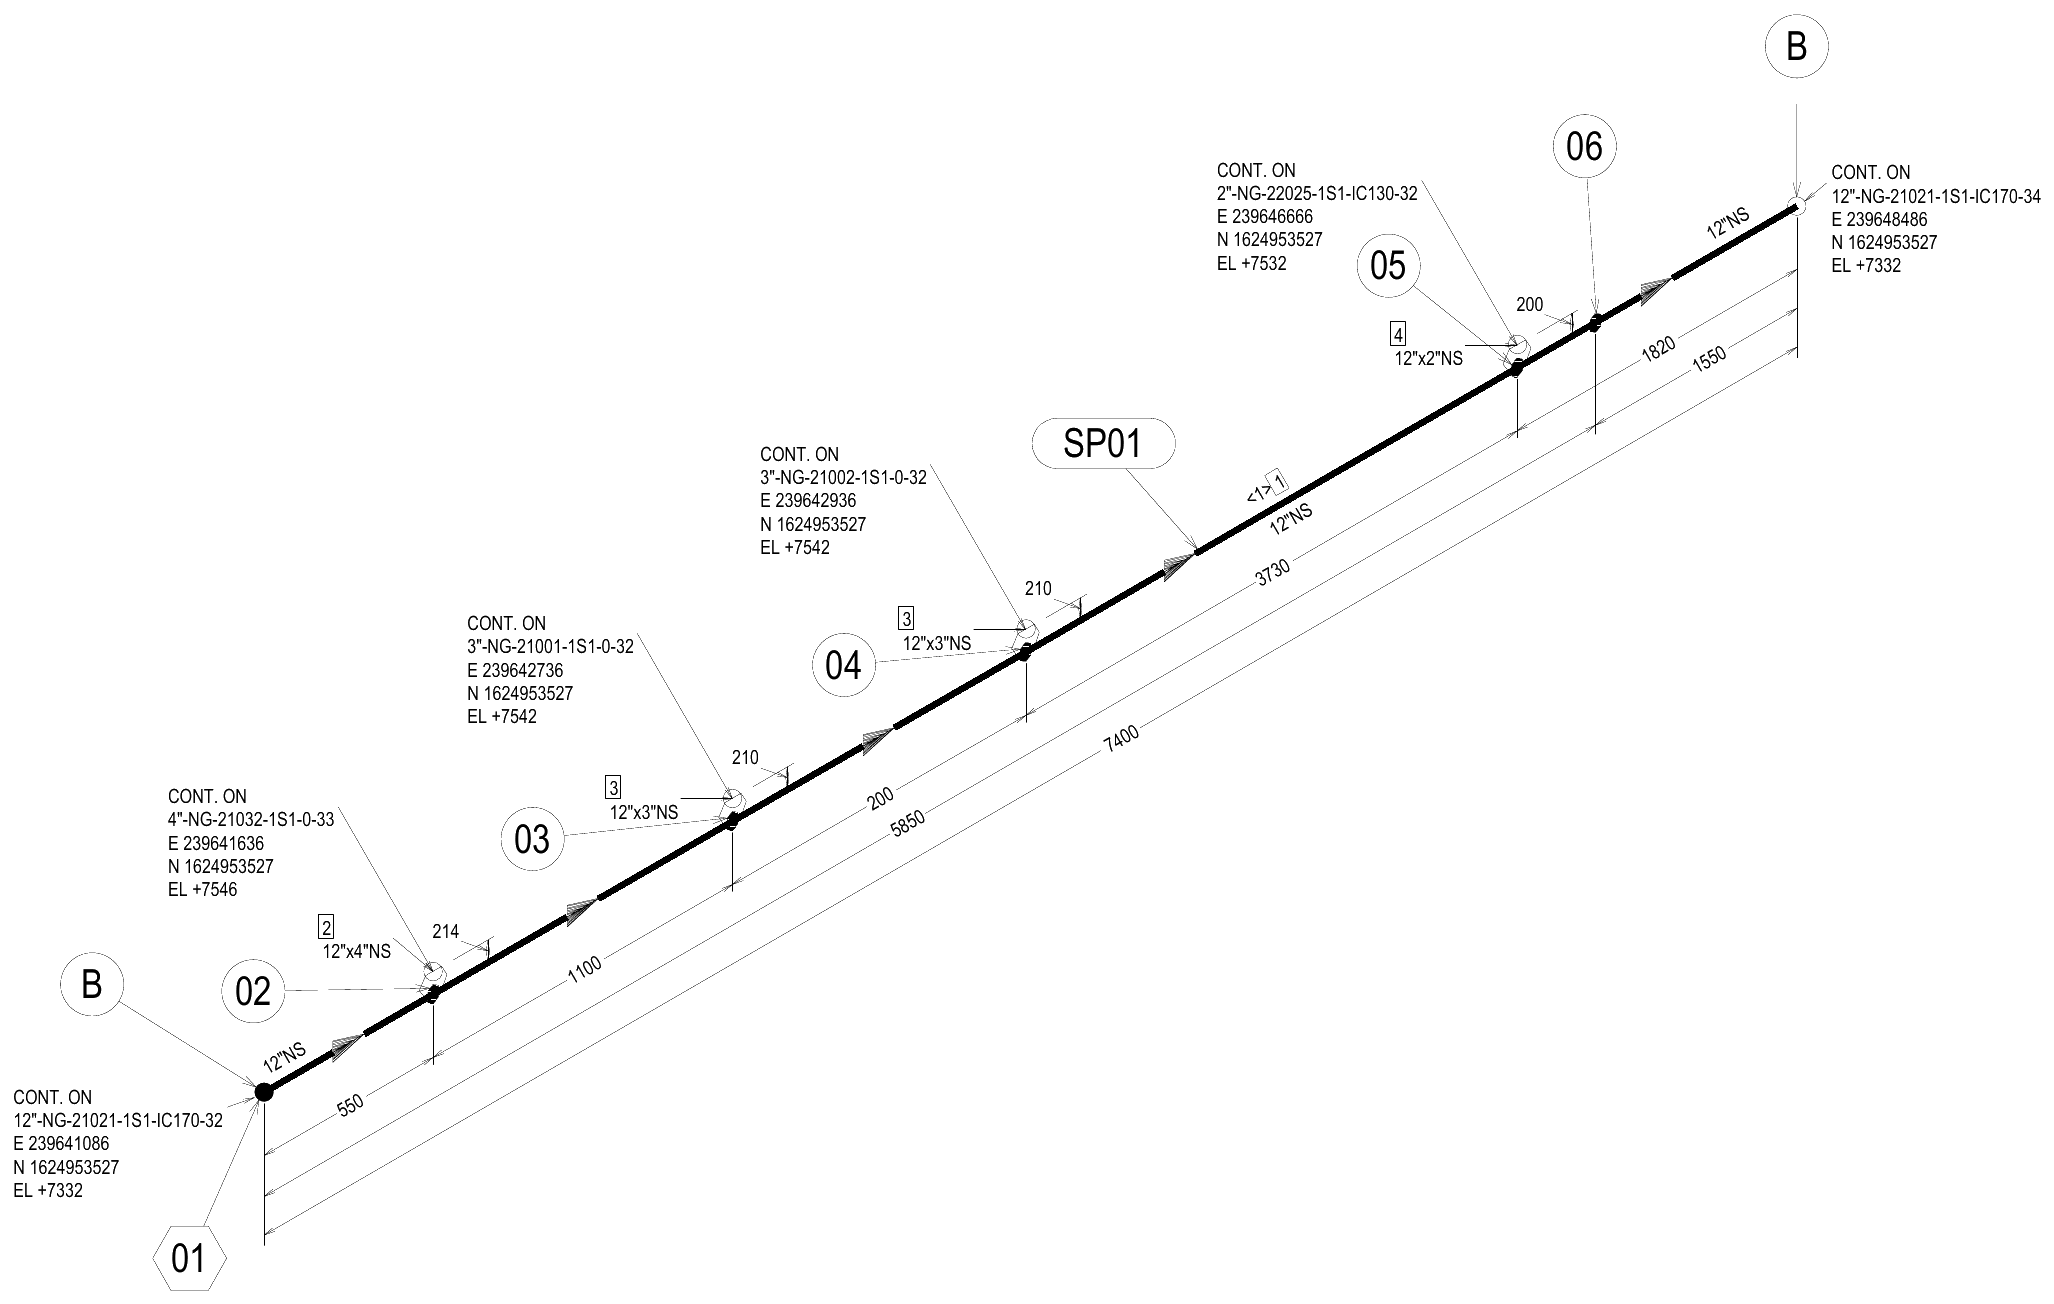 B
06
CONT. ON
2"-NG-22025-1S1-IC130-32
E 239646666
N 1624953527
EL +7532
CONT. ON
12"-NG-21021-1S1-IC170-34
E 239648486
N 1624953527
EL +7332
12"NS
05
200
4
12"x2"NS
1820
1550
SP01
<1> 1
12"NS
3730
CONT. ON
3"-NG-21002-1S1-0-32
E 239642936
N 1624953527
EL +7542
210
3
12"x3"NS
04
7400
CONT. ON
3"-NG-21001-1S1-0-32
E 239642736
N 1624953527
EL +7542
210
3
12"x3"NS
03
200
5850
CONT. ON
4"-NG-21032-1S1-0-33
E 239641636
N 1624953527
EL +7546
214
2
12"x4"NS
02
1100
B
12"NS
550
CONT. ON
12"-NG-21021-1S1-IC170-32
E 239641086
N 1624953527
EL +7332
01